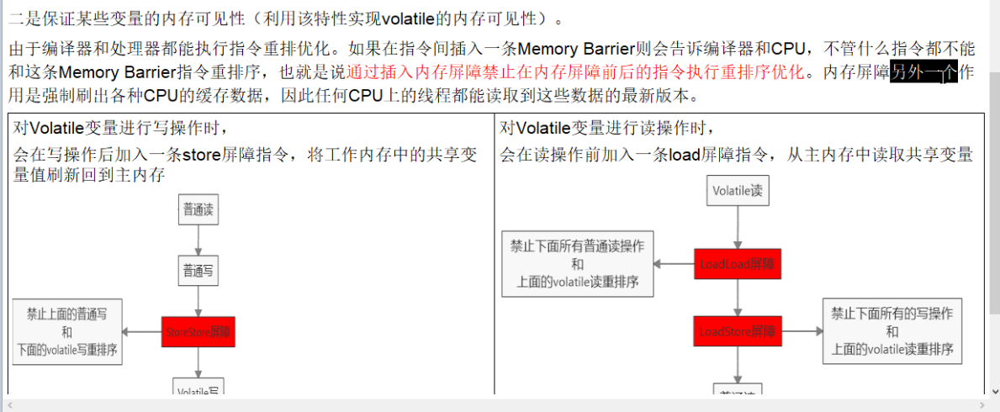 二是保证某些变量的内存可见性（利用该特性实现volatile的内存可见性）。
由于编译器和处理器都能执行指令重排优化。如果在指令间插入一条Memory Barrier则会告诉编译器和CPU，不管什么指令都不能
和这条Memory Barrier指令重排序，也就是说通过插入内存屏障禁止在内存屏障前后的指令执行重排序优化。内存屏障另外一个作
用是强制刷出各种CPU的缓存数据，因此任何CPU上的线程都能读取到这些数据的最新版本。
对Volatile变量进行写操作时，
会在写操作后加入一条store屏障指令，将工作内存中的共享变
量值刷新回到主内存
普通读
普通写
禁止上面的普通写
和
下面的volatile写重排序
StoreStore屏障
Volatile写
对Volatile变量进行读操作时，
会在读操作前加入一条load屏障指令，从主内存中读取共享变量
Volatile读
禁止下面所有普通读操作
和
上面的volatile读重排序
LoadLoad屏障
LoadStore屏障
禁止下面所有的写操作
和
上面的volatile读重排序
普通读